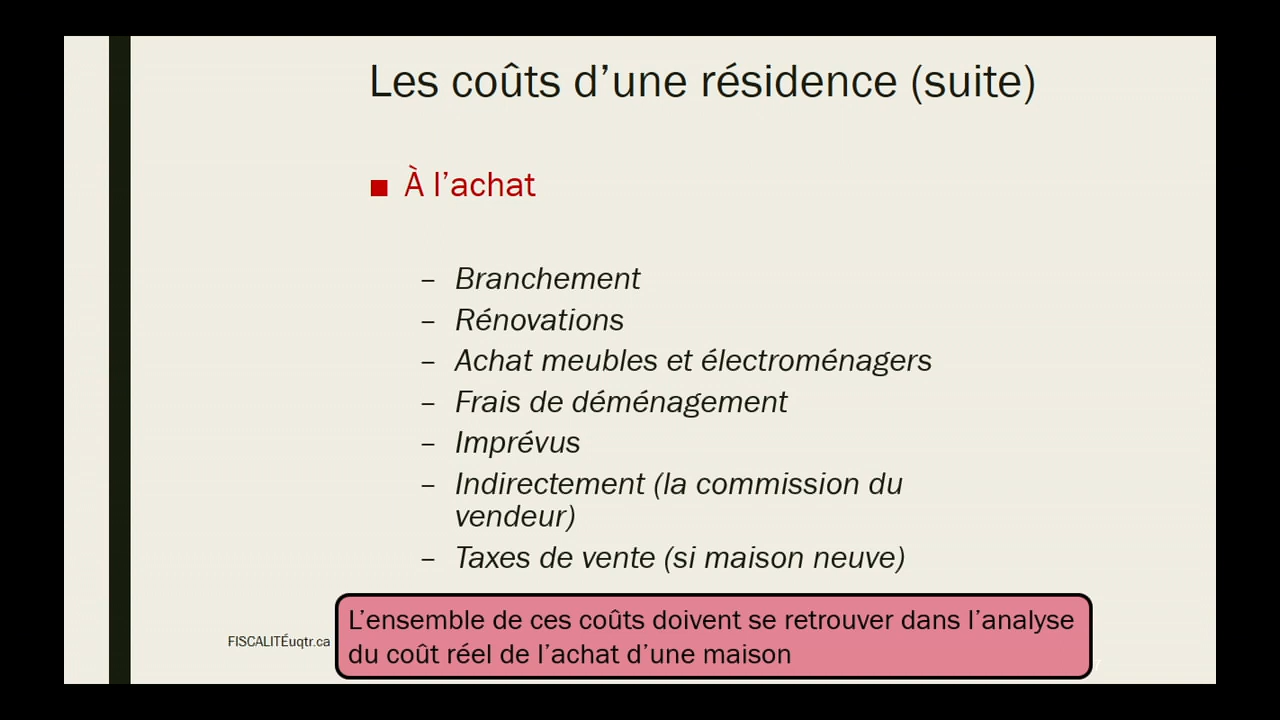 Les coûts d’une résidence (suite)
■ À l’achat
– Branchement
– Rénovations
– Achat meubles et électroménagers
– Frais de déménagement
– Imprévus
– Indirectement (la commission du
vendeur)
– Taxes de vente (si maison neuve)
L’ensemble de ces coûts doivent se retrouver dans l’analyse
du coût réel de l’achat d’une maison
FISCALITÉuqtr.ca